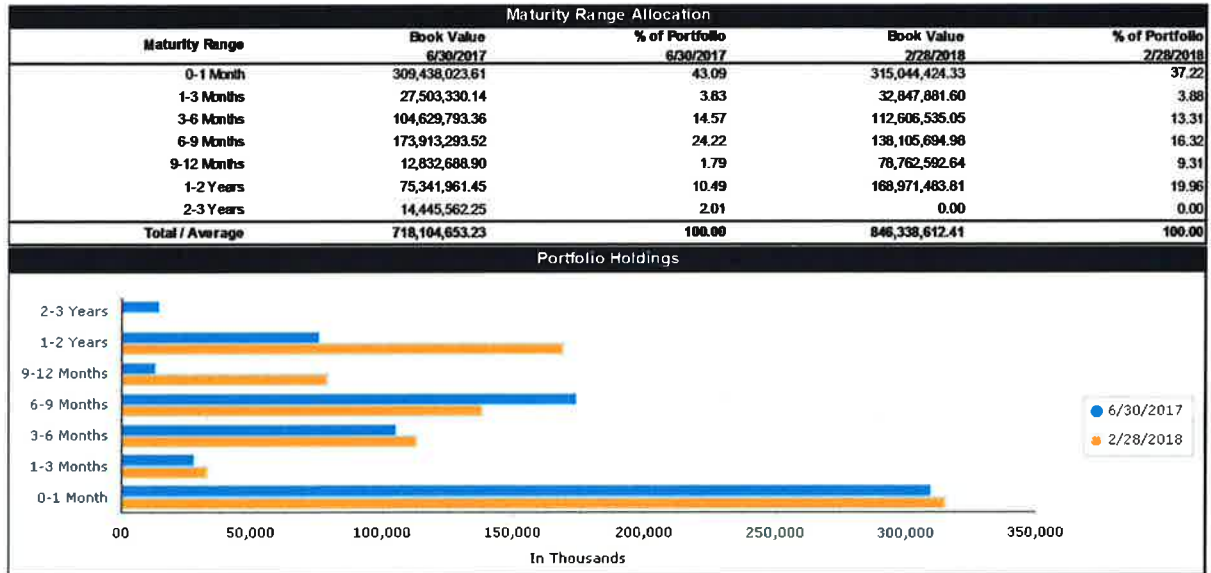 Maturity Range Allocation
Maturity Range Book Value 6/30/2017 % of Portfolio 6/30/2017 Book Value 2/28/2018 % of Portfolio 2/28/2018
0-1 Month 309,438,023.61 43.09 315,044,424.33 37.22
1-3 Months 27,503,330.14 3.83 32,847,881.60 3.88
3-6 Months 104,629,793.36 14.57 112,606,535.05 13.31
6-9 Months 173,913,293.52 24.22 138,105,694.98 16.32
9-12 Months 12,832,688.90 1.79 78,762,592.64 9.31
1-2 Years 75,341,961.45 10.49 168,971,483.81 19.96
2-3 Years 14,445,562.25 2.01 0.00 0.00
Total / Average 718,104,653.23 100.00 846,338,612.41 100.00
Portfolio Holdings
2-3 Years
1-2 Years
9-12 Months
6-9 Months
3-6 Months
1-3 Months
0-1 Month
6/30/2017
2/28/2018
00 50,000 100,000 150,000 200,000 250,000 300,000 350,000
In Thousands